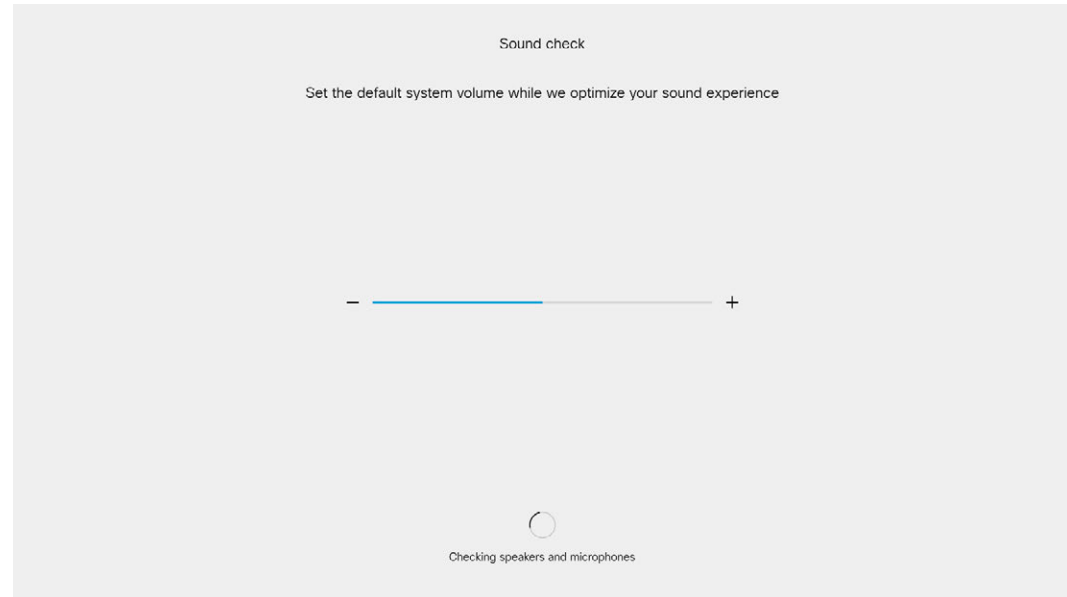 Sound check
Set the default system volume while we optimize your sound experience
− +
Checking speakers and microphones